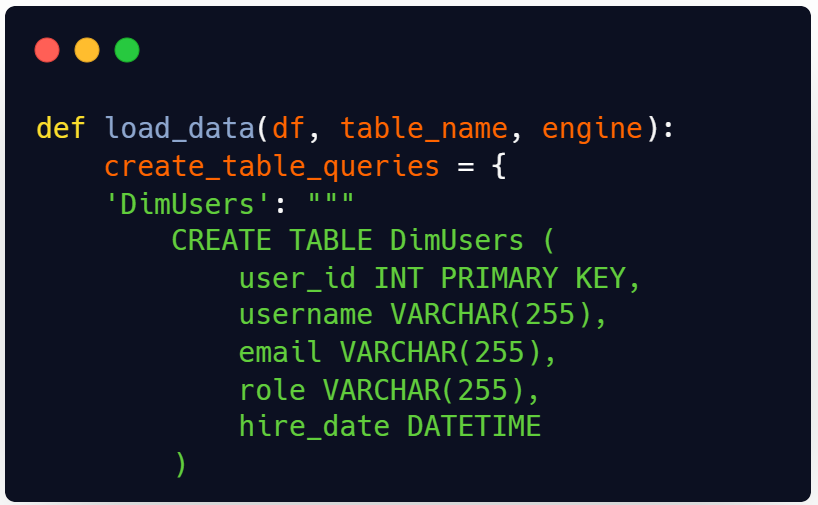 def load_data(df, table_name, engine):
    create_table_queries = {
    'DimUsers': """
        CREATE TABLE DimUsers (
            user_id INT PRIMARY KEY,
            username VARCHAR(255),
            email VARCHAR(255),
            role VARCHAR(255),
            hire_date DATETIME
        )